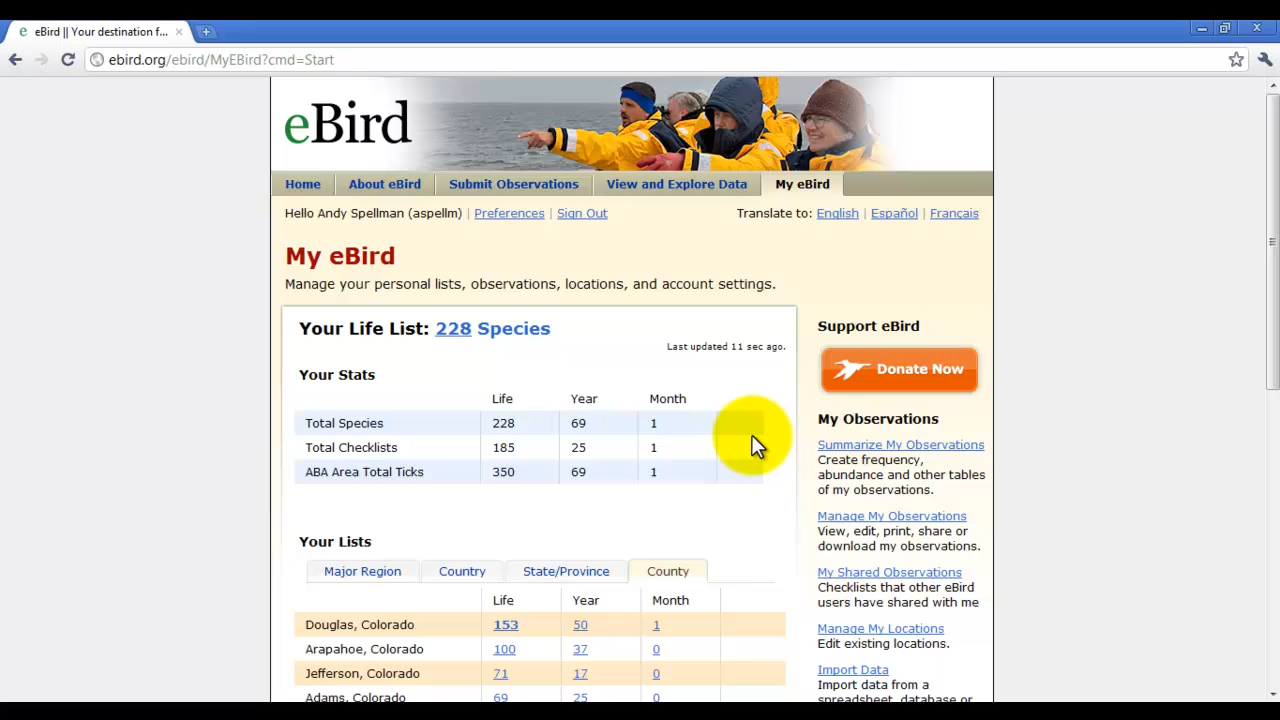 eBird || Your destination f...
ebird.org/ebird/MyEBird?cmd=Start
eBird
Home About eBird Submit Observations View and Explore Data My eBird
Hello Andy Spellman (aspellm) | Preferences | Sign Out Translate to: English | Español | Francais
My eBird
Manage your personal lists, observations, locations, and account settings.
Your Life List: 228 Species
Last updated 11 sec ago.
Your Stats
Life Year Month
Total Species 228 69 1
Total Checklists 185 25 1
ABA Area Total Ticks 350 69 1
Your Lists
Major Region Country State/Province County
Life Year Month
Douglas, Colorado 153 50 1
Arapahoe, Colorado 100 37 0
Jefferson, Colorado 71 17 0
Adams, Colorado 69 25 0
Support eBird
Donate Now
My Observations
Summarize My Observations
Create frequency,
abundance and other tables
of my observations.
Manage My Observations
View, edit, print, share or
download my observations.
My Shared Observations
Checklists that other eBird
users have shared with me
Manage My Locations
Edit existing locations.
Import Data
Import data from a
spreadsheet, database or